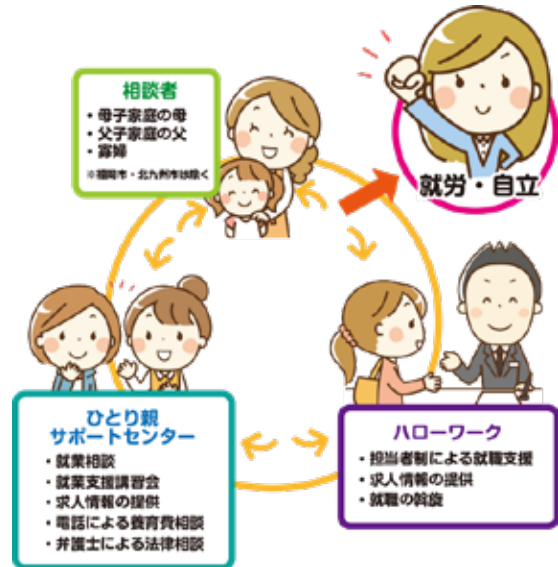 相談者
・母子家庭の母
・父子家庭の父
・寡婦
※福岡市・北九州市は除く
就労・自立
ひとり親
サポートセンター
・就業相談
・就業支援講習会
・求人情報の提供
・電話による養育費相談
・弁護士による法律相談
ハローワーク
・担当者制による就職支援
・求人情報の提供
・就職の斡旋